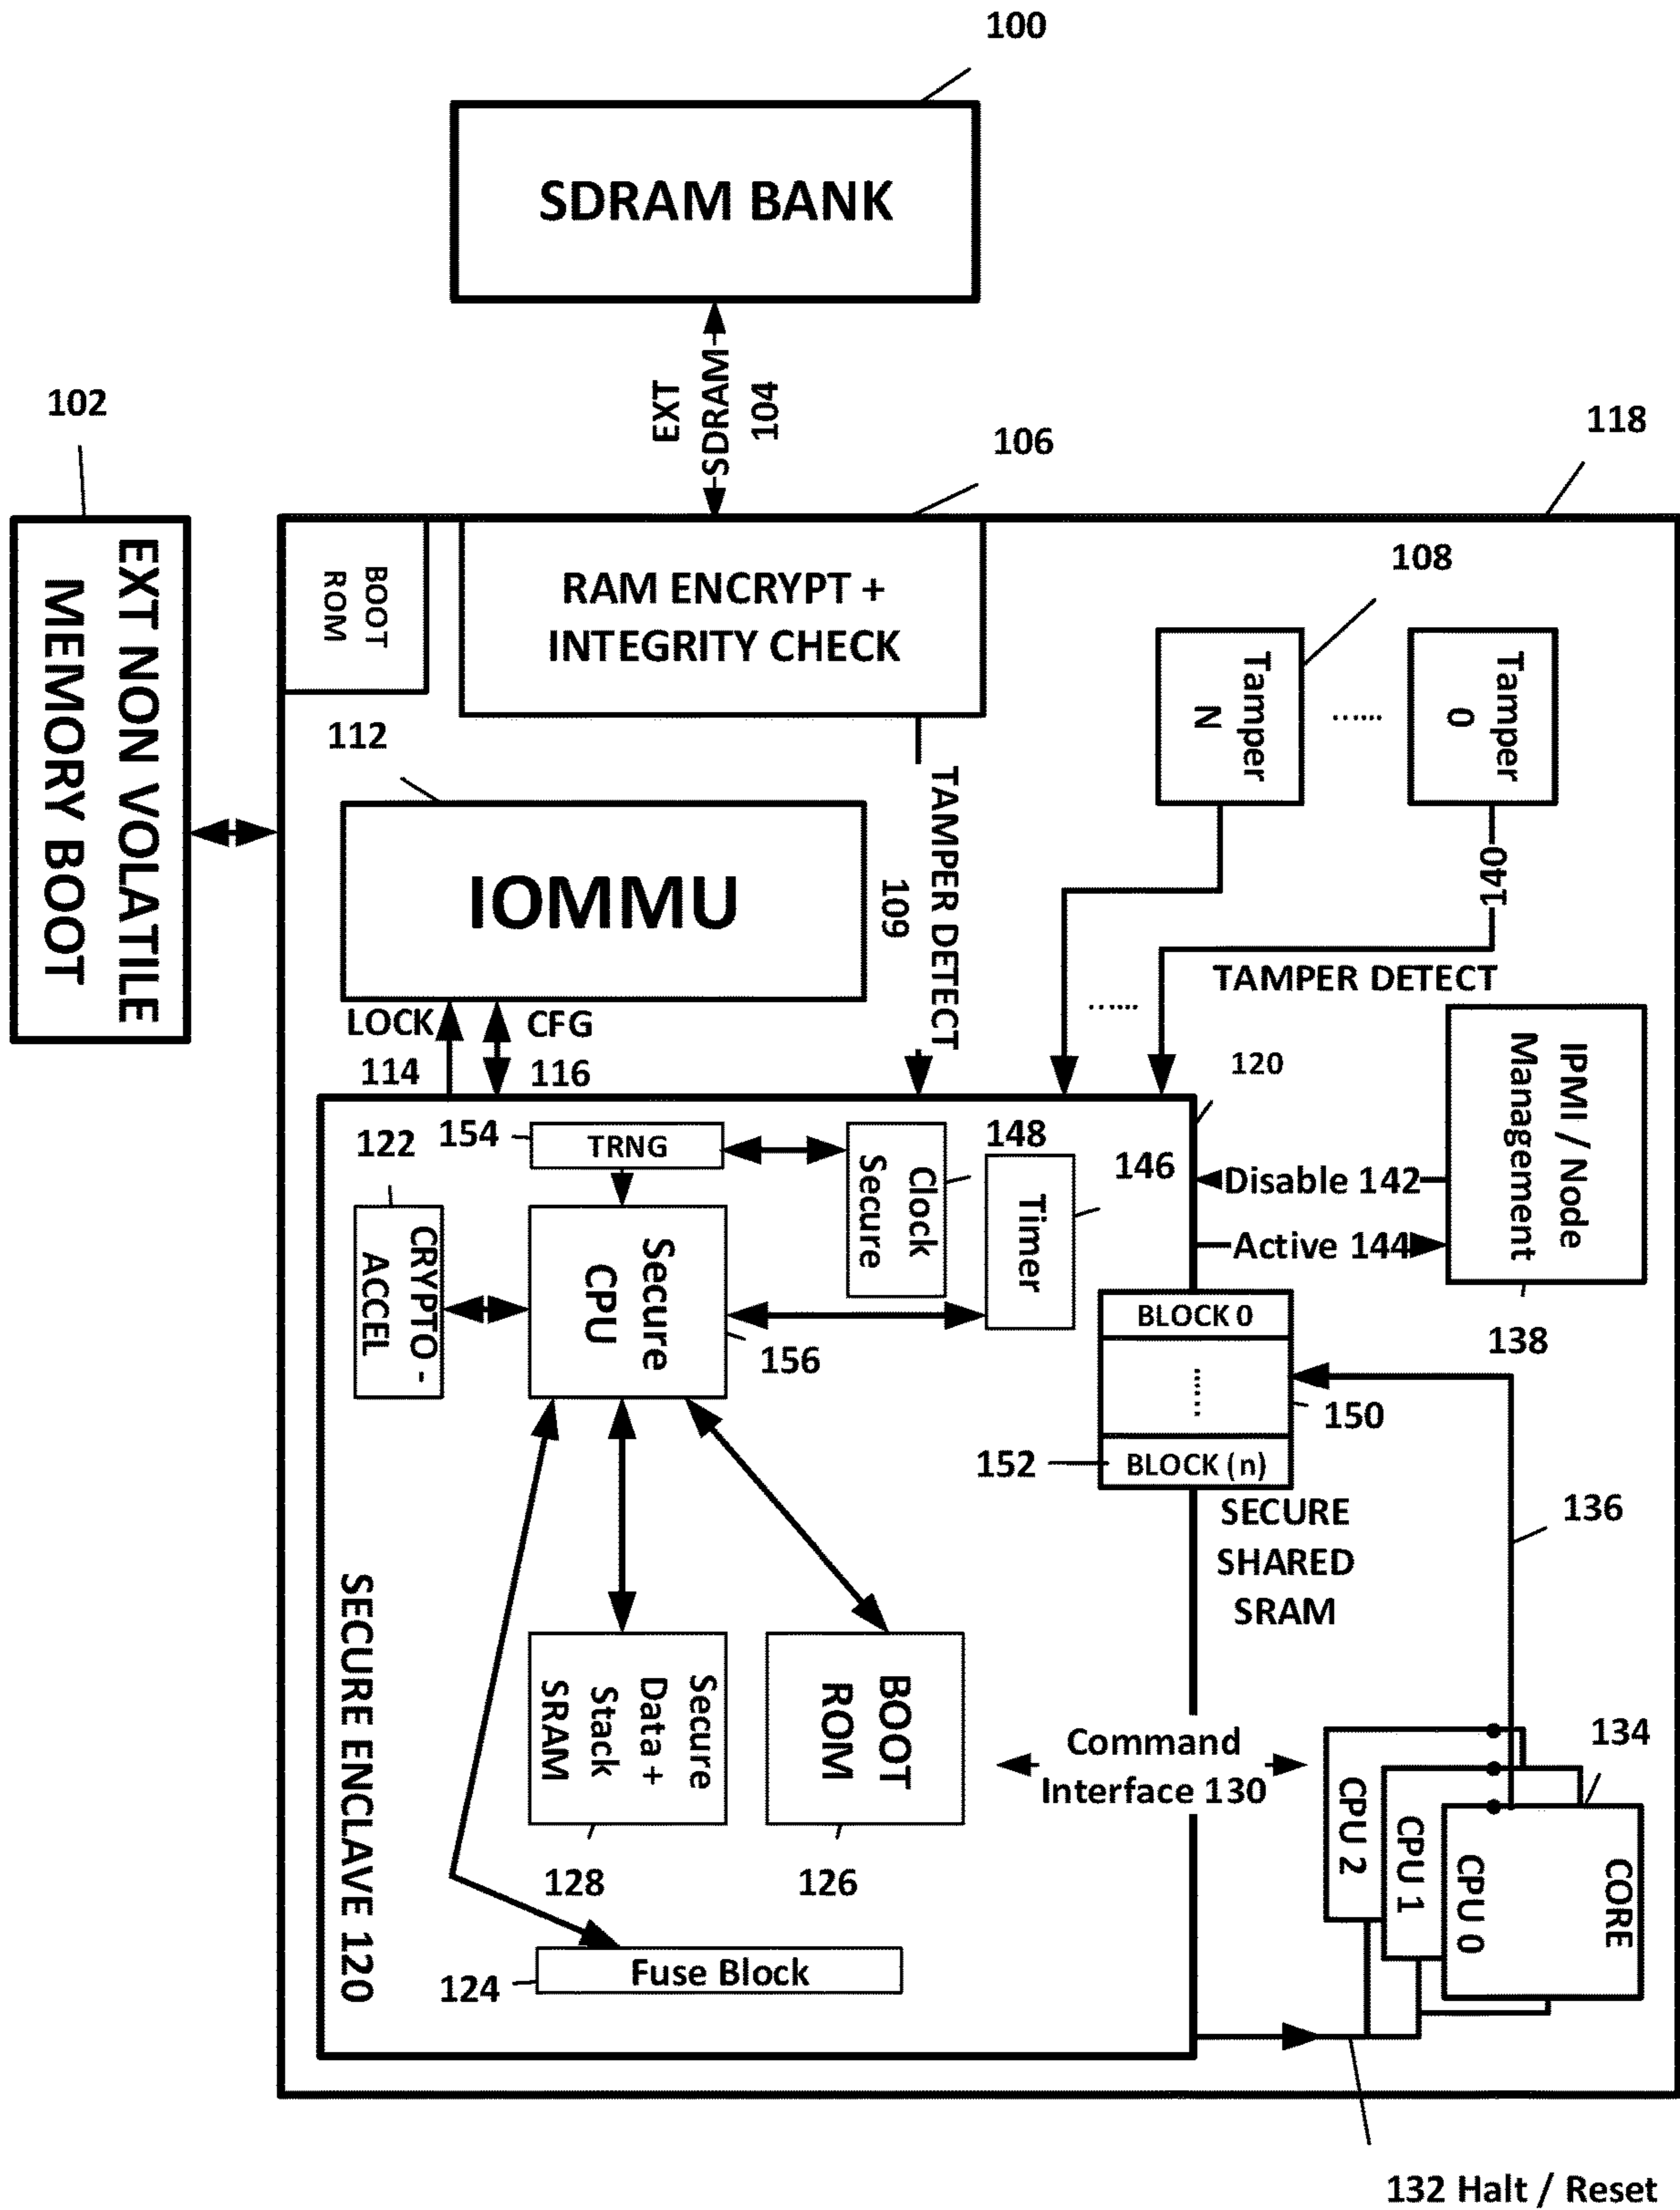 100
SDRAM BANK
EXT
SDRAM
104
102
EXT NON VOLATILE
MEMORY BOOT
106
118
BOOT
ROM
RAM ENCRYPT +
INTEGRITY CHECK
108
Tamper
N
......
Tamper
0
112
IOMMU
TAMPER DETECT
109
140
TAMPER DETECT
......
LOCK
114
CFG
116
120
IPMI / Node
Management
Disable 142
Active 144
138
122
CRYPTO -
ACCEL
154
TRNG
Clock
Secure
148
Timer
146
Secure
CPU
156
BLOCK 0
......
BLOCK (n)
150
152
SECURE
SHARED
SRAM
136
SECURE ENCLAVE 120
Secure
Data +
Stack
SRAM
128
BOOT
ROM
126
Command
Interface 130
134
CPU 2
CPU 1
CPU 0
CORE
124
Fuse Block
132 Halt / Reset